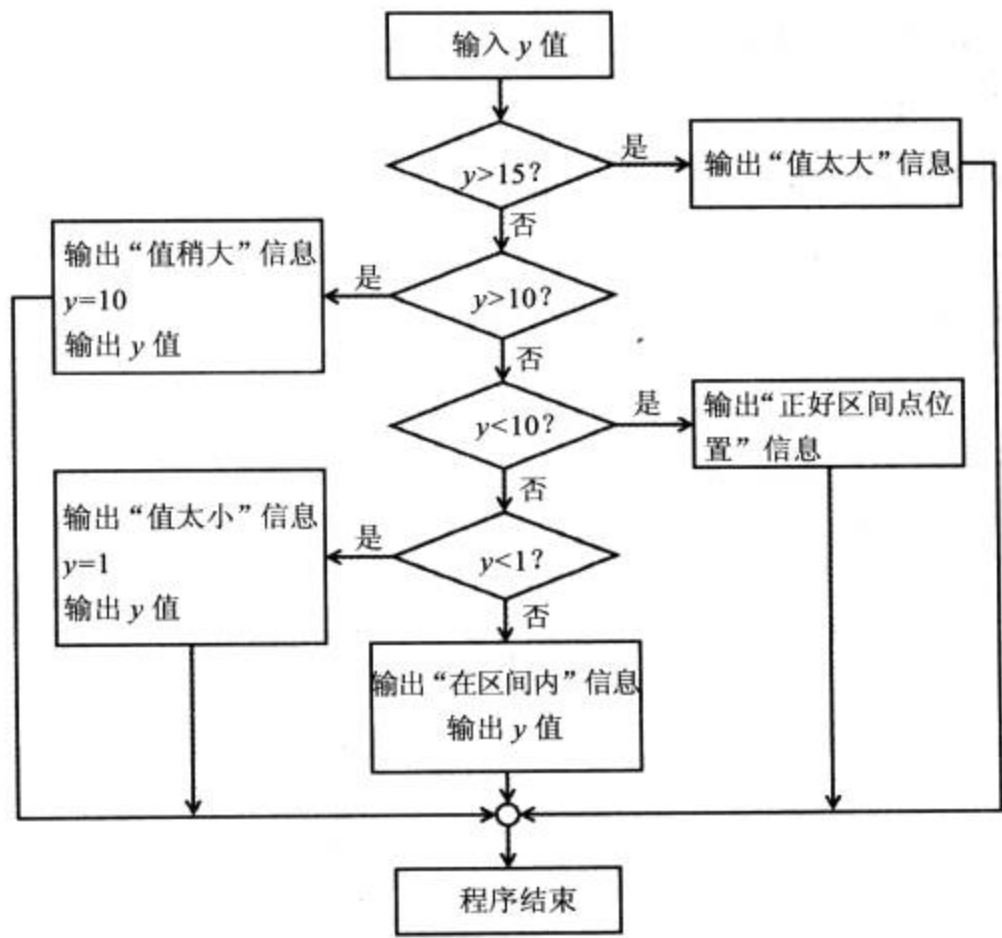 输入 y 值
y>15?
是
输出“值太大”信息
否
输出“值稍大”信息
y=10
输出 y 值
是
y>10?
否
y<10?
是
输出“正好区间点位
置”信息
否
输出“值太小”信息
y=1
输出 y 值
是
y<1?
否
输出“在区间内”信息
输出 y 值
程序结束